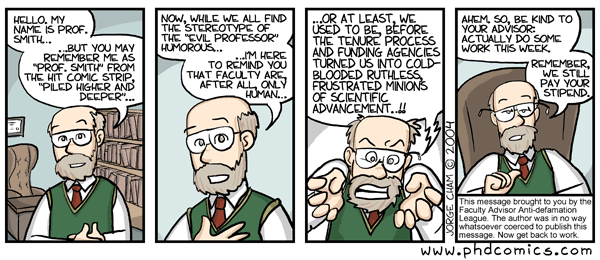 HELLO. MY
NAME IS PROF.
SMITH...
...BUT YOU MAY
REMEMBER ME AS
"PROF. SMITH" FROM
THE HIT COMIC STRIP,
"PILED HIGHER AND
DEEPER"...
NOW, WHILE WE ALL FIND
THE STEREOTYPE OF
THE "EVIL PROFESSOR"
HUMOROUS...
...I'M HERE
TO REMIND YOU
THAT FACULTY ARE,
AFTER ALL, ONLY
HUMAN...
...OR AT LEAST, WE
USED TO BE, BEFORE
THE TENURE PROCESS
AND FUNDING AGENCIES
TURNED US INTO COLD-
BLOODED RUTHLESS,
FRUSTRATED MINIONS
OF SCIENTIFIC
ADVANCEMENT..!!
JORGE CHAM © 2004
AHEM. SO, BE KIND TO
YOUR ADVISOR-
ACTUALLY DO SOME
WORK THIS WEEK.
REMEMBER,
WE STILL
PAY YOUR
STIPEND.
This message brought to you by the
Faculty Advisor Anti-defamation
League. The author was in no way
whatsoever coerced to publish this
message. Now get back to work.
www.phdcomics.com